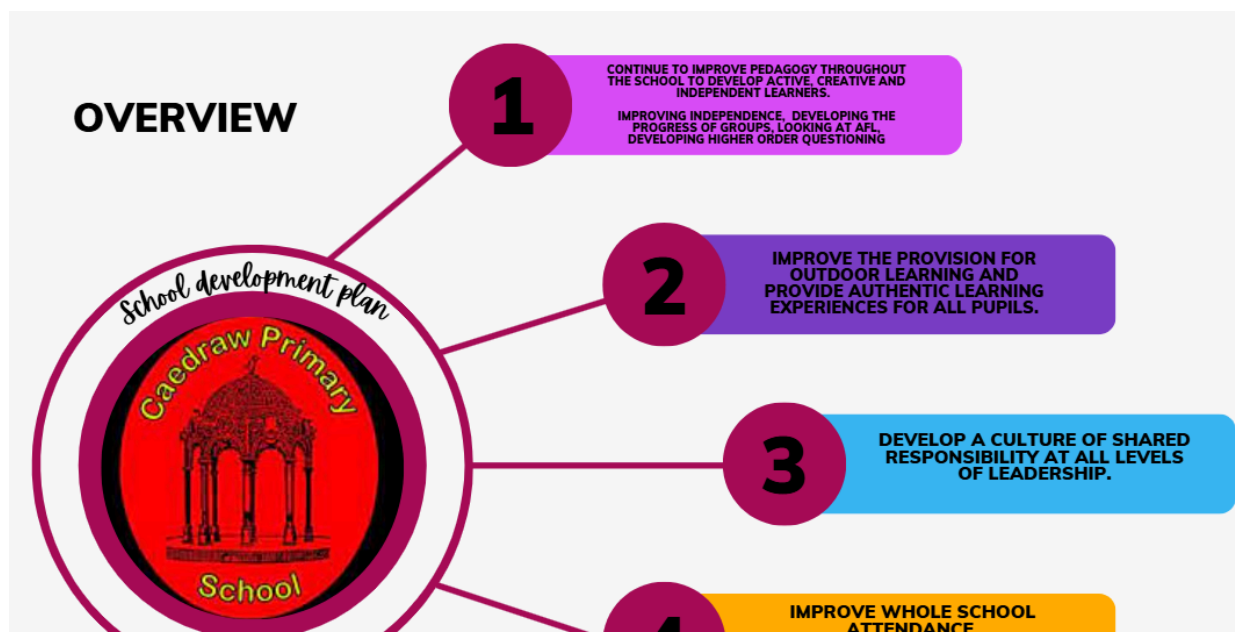 OVERVIEW
1
CONTINUE TO IMPROVE PEDAGOGY THROUGHOUT
THE SCHOOL TO DEVELOP ACTIVE, CREATIVE AND
INDEPENDENT LEARNERS.
IMPROVING INDEPENDENCE, DEVELOPING THE
PROGRESS OF GROUPS, LOOKING AT AFL,
DEVELOPING HIGHER ORDER QUESTIONING
2
IMPROVE THE PROVISION FOR
OUTDOOR LEARNING AND
PROVIDE AUTHENTIC LEARNING
EXPERIENCES FOR ALL PUPILS.
School development plan
Caedraw Primary
School
3
DEVELOP A CULTURE OF SHARED
RESPONSIBILITY AT ALL LEVELS
OF LEADERSHIP.
4
IMPROVE WHOLE SCHOOL
ATTENDANCE